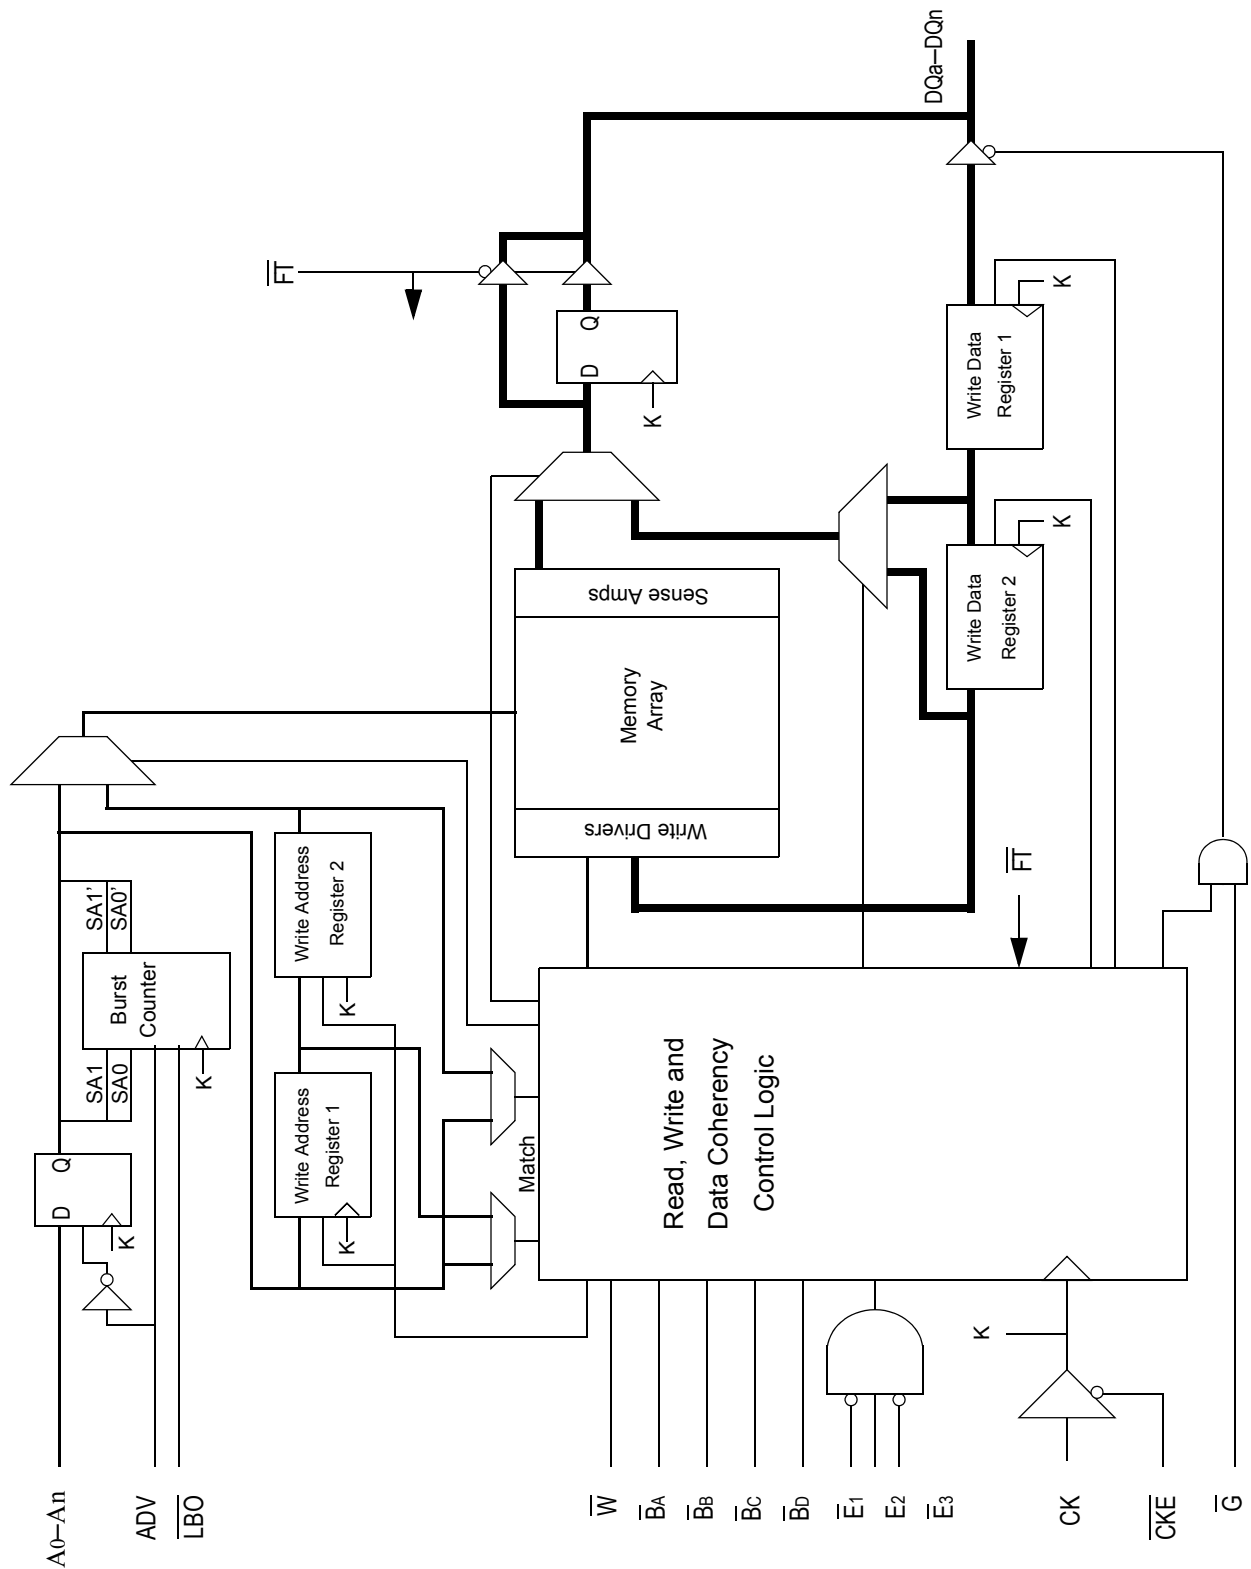 A0–An
ADV
LBO
W
BA
BB
BC
BD
E1
E2
E3
CK
CKE
G
D
Q
K
SA1
SA0
Burst
Counter
SA1'
SA0'
K
Write Address
Register 1
K
Write Address
Register 2
K
Match
Read, Write and
Data Coherency
Control Logic
K
FT
Write Drivers
Memory
Array
Sense Amps
Write Data
Register 2
K
Write Data
Register 1
K
D
Q
K
FT
DQa–DQn